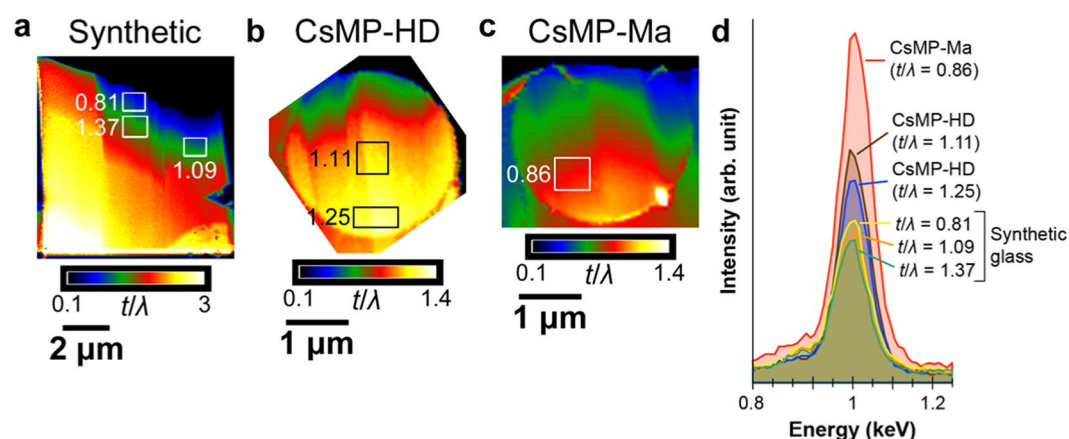 a Synthetic
0.81
1.37
1.09
0.1 t/λ 3
2 μm
b CsMP-HD
1.11
1.25
0.1 t/λ 1.4
1 μm
c CsMP-Ma
0.86
0.1 t/λ 1.4
1 μm
d
Intensity (arb. unit)
CsMP-Ma
(t/λ = 0.86)
CsMP-HD
(t/λ = 1.11)
CsMP-HD
(t/λ = 1.25)
t/λ = 0.81
t/λ = 1.09
t/λ = 1.37
Synthetic
glass
0.8 1 1.2
Energy (keV)